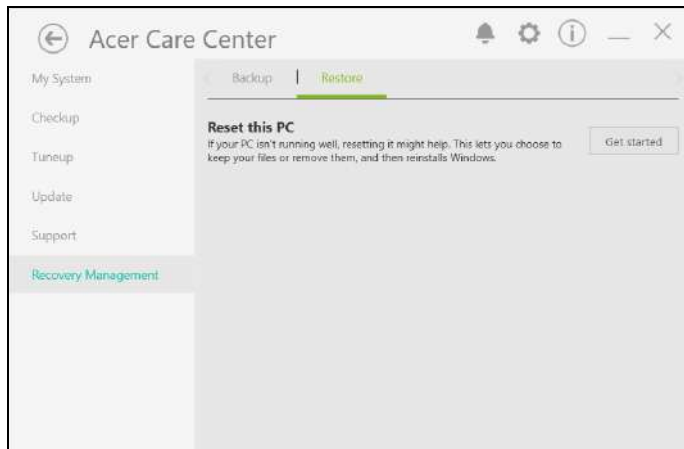 Acer Care Center
My System
Checkup
Tuneup
Update
Support
Recovery Management
Backup
Restore
Reset this PC
If your PC isn't running well, resetting it might help. This lets you choose to
keep your files or remove them, and then reinstalls Windows.
Get started